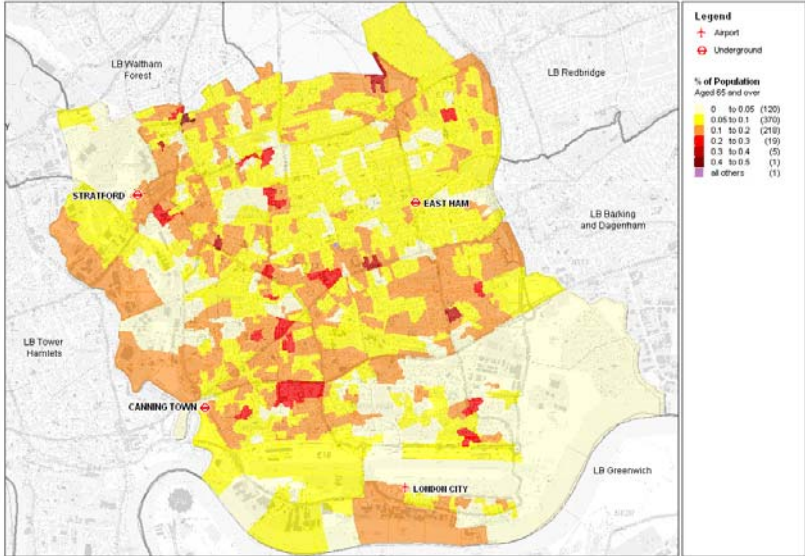 Legend
Airport
Underground
% of Population
Aged 65 and over
0 to 0.05 (120)
0.05 to 0.1 (370)
0.1 to 0.2 (218)
0.2 to 0.3 (19)
0.3 to 0.4 (5)
0.4 to 0.5 (1)
all others (1)
LB Waltham
Forest
LB Redbridge
STRATFORD
EAST HAM
LB Barking
and Dagenham
LB Tower
Hamlets
CANNING TOWN
LB Greenwich
LONDON CITY